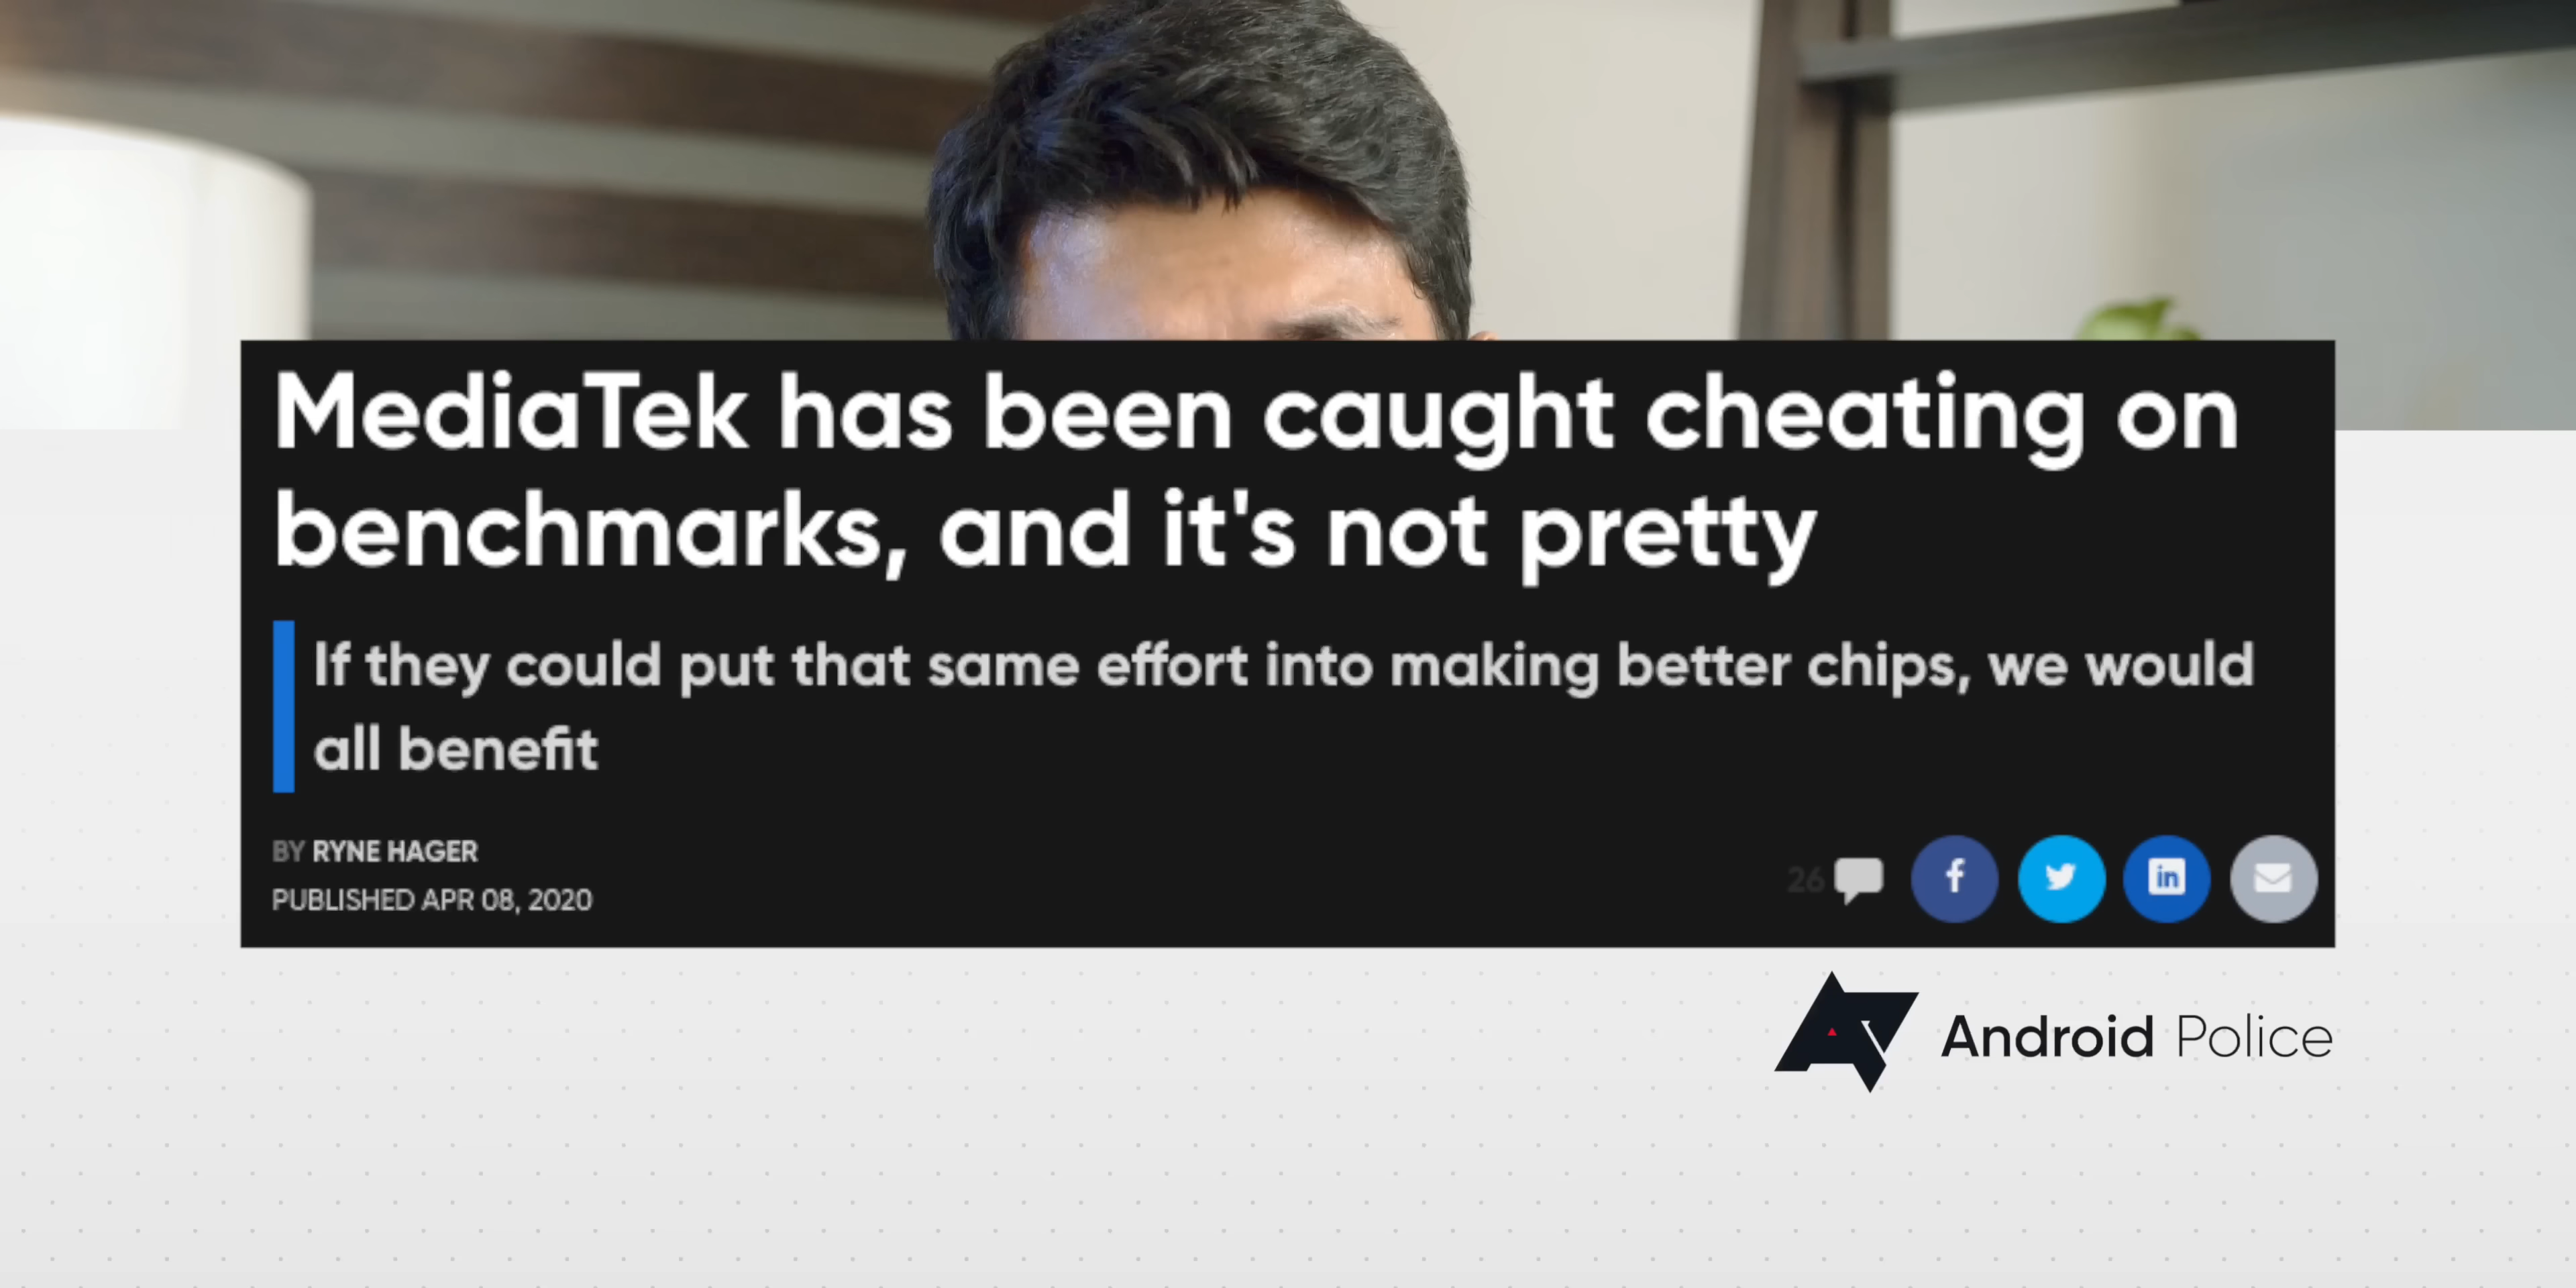 MediaTek has been caught cheating on
benchmarks, and it's not pretty
If they could put that same effort into making better chips, we would
all benefit
BY RYNE HAGER
PUBLISHED APR 08, 2020
26
f
in
Android Police